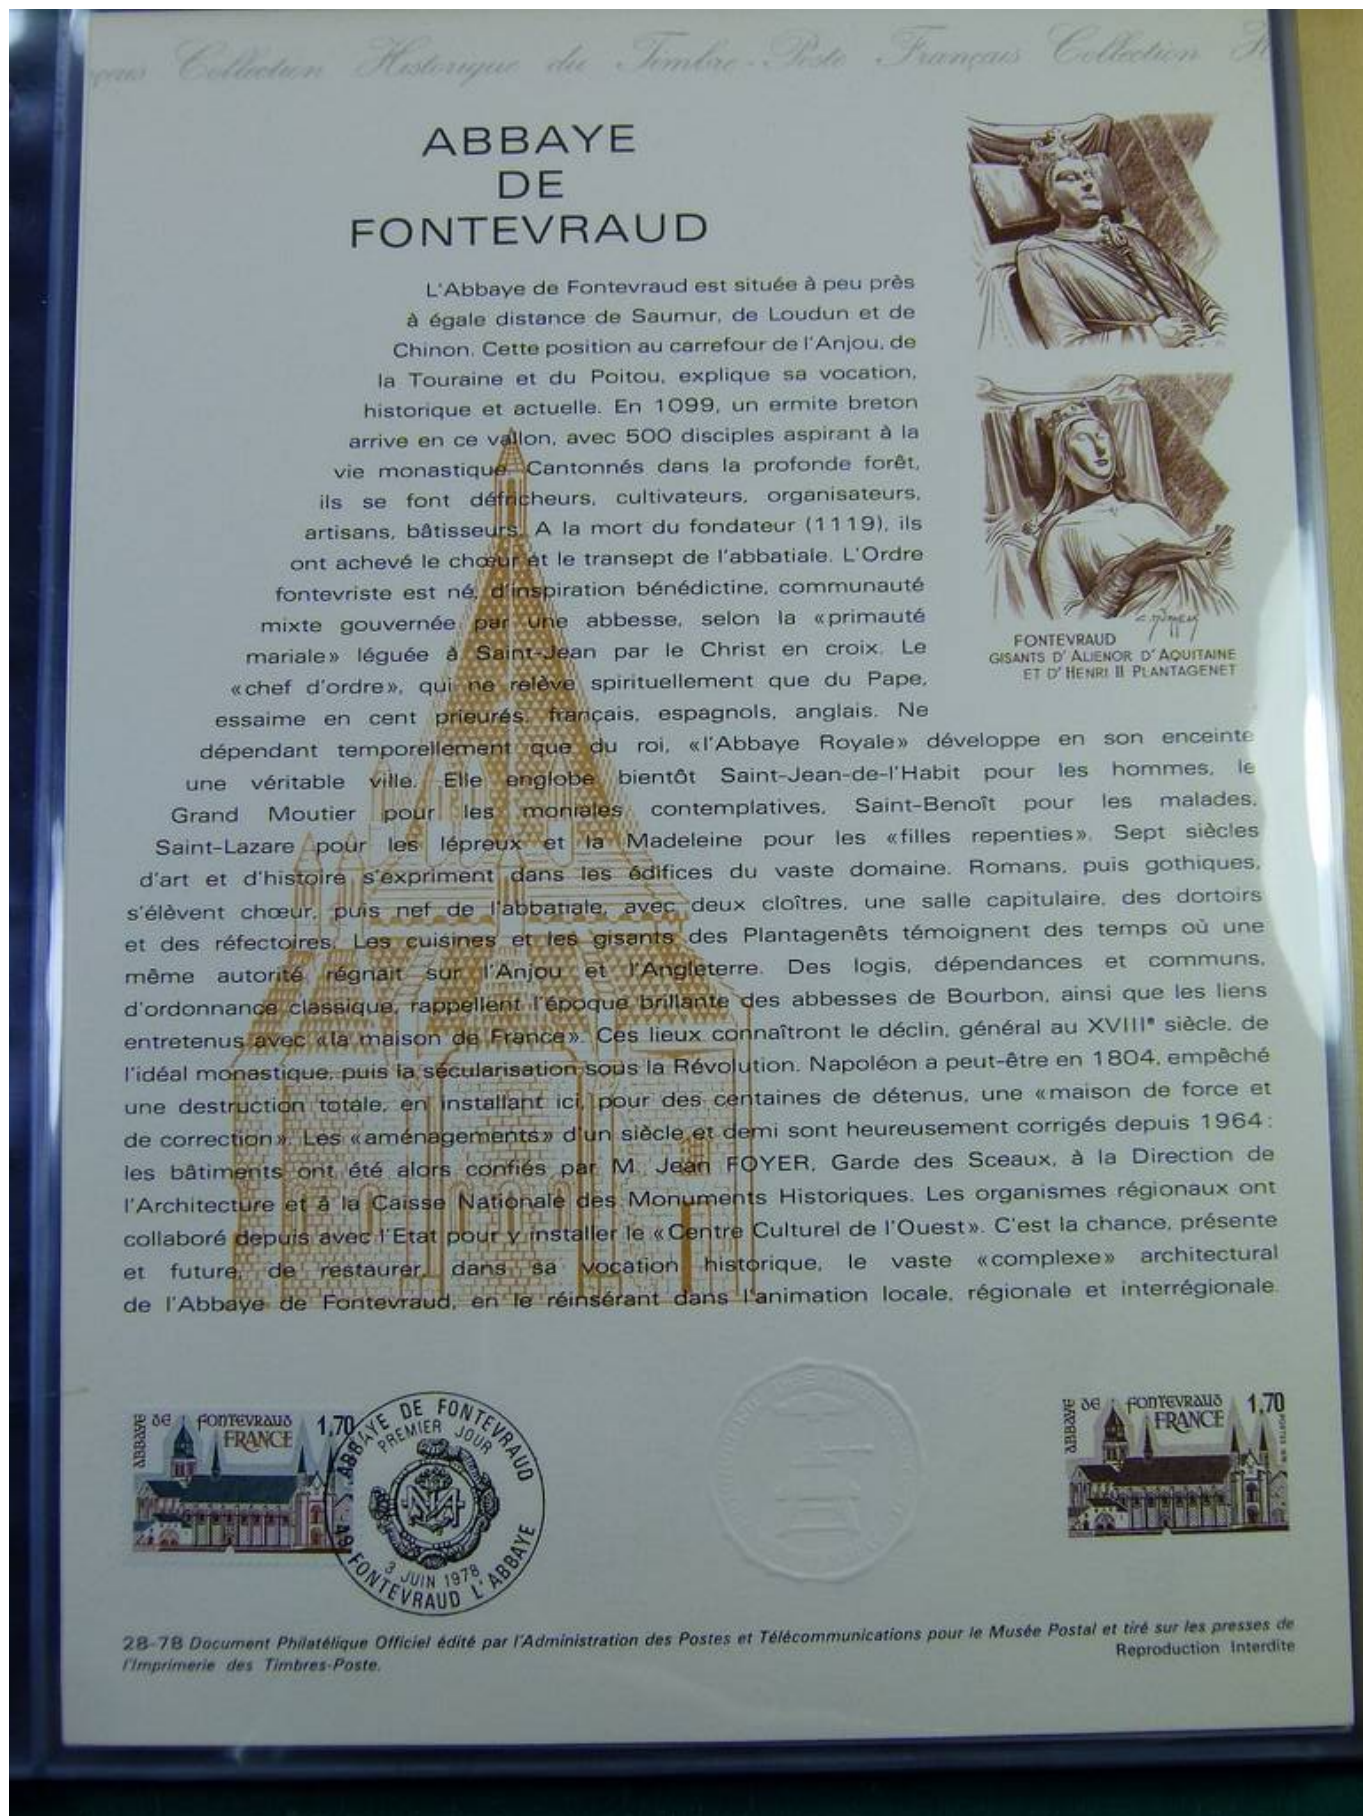 Collection Historique du Timbre-Poste Français Collection
ABBAYE
DE
FONTEVRAUD
L'Abbaye de Fontevraud est située à peu près
à égale distance de Saumur, de Loudun et de
Chinon. Cette position au carrefour de l'Anjou, de
la Touraine et du Poitou, explique sa vocation,
historique et actuelle. En 1099, un ermite breton
arrive en ce vallon, avec 500 disciples aspirant à la
vie monastique. Cantonnés dans la profonde forêt,
ils se font défricheurs, cultivateurs, organisateurs,
artisans, bâtisseurs. A la mort du fondateur (1119), ils
ont achevé le chœur et le transept de l'abbatiale. L'Ordre
fontevriste est né, d'inspiration bénédictine, communauté
mixte gouvernée par une abbesse, selon la «primauté
mariale» léguée à Saint-Jean par le Christ en croix. Le
«chef d'ordre», qui ne relève spirituellement que du Pape,
essaime en cent prieurés, français, espagnols, anglais. Ne
dépendant temporellement que du roi, «l'Abbaye Royale» développe en son enceinte
une véritable ville. Elle englobe bientôt Saint-Jean-de-l'Habit pour les hommes, le
Grand Moutier pour les moniales contemplatives, Saint-Benoît pour les malades,
Saint-Lazare pour les lépreux et la Madeleine pour les «filles repenties». Sept siècles
d'art et d'histoire s'expriment dans les édifices du vaste domaine. Romans, puis gothiques,
s'élèvent chœur, puis nef de l'abbatiale, avec deux cloîtres, une salle capitulaire, des dortoirs
et des réfectoires. Les cuisines et les gisants des Plantagenêts témoignent des temps où une
même autorité régnait sur l'Anjou et l'Angleterre. Des logis, dépendances et communs,
d'ordonnance classique, rappellent l'époque brillante des abbesses de Bourbon, ainsi que les liens
entretenus avec «la maison de France». Ces lieux connaîtront le déclin, général au XVIIIe siècle, de
l'idéal monastique, puis la sécularisation sous la Révolution. Napoléon a peut-être en 1804, empêché
une destruction totale, en installant ici, pour des centaines de détenus, une «maison de force et
de correction». Les «aménagements» d'un siècle et demi sont heureusement corrigés depuis 1964 :
les bâtiments ont été alors confiés par M. Jean FOYER, Garde des Sceaux, à la Direction de
l'Architecture et à la Caisse Nationale des Monuments Historiques. Les organismes régionaux ont
collaboré depuis avec l'Etat pour y installer le «Centre Culturel de l'Ouest». C'est la chance, présente
et future, de restaurer, dans sa vocation historique, le vaste «complexe» architectural
de l'Abbaye de Fontevraud, en le réinsérant dans l'animation locale, régionale et interrégionale.
FONTEVRAUD
GISANTS D'ALIENOR D'AQUITAINE
ET D'HENRI II PLANTAGENET
ABBAYE DE FONTEVRAUD 1,70
FRANCE
ABBAYE DE FONTEVRAUD
PREMIER JOUR
3 JUIN 1978
49 FONTEVRAUD L'ABBAYE
ABBAYE DE FONTEVRAUD 1,70
FRANCE
28-78 Document Philatélique Officiel édité par l'Administration des Postes et Télécommunications pour le Musée Postal et tiré sur les presses de
l'Imprimerie des Timbres-Poste.
Reproduction Interdite